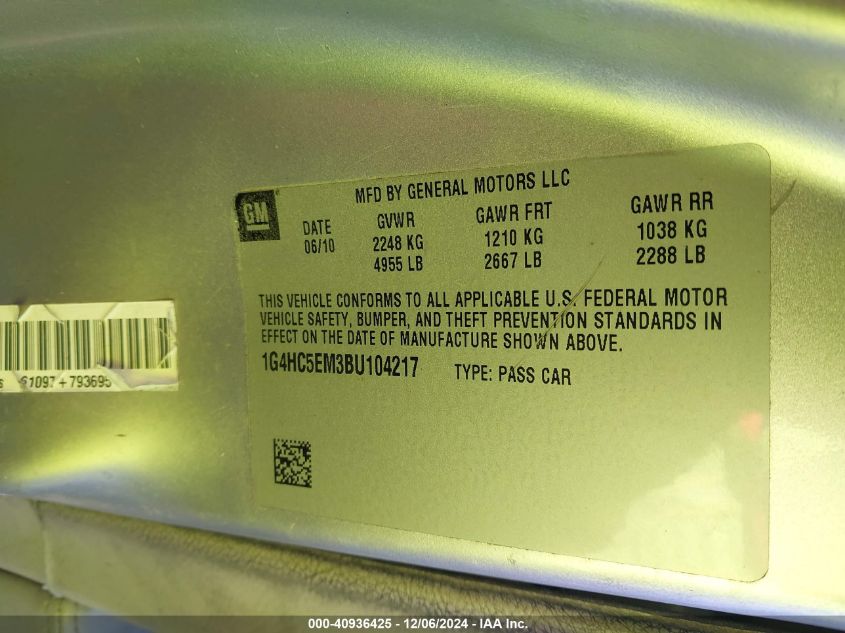 GM
MFD BY GENERAL MOTORS LLC
DATE GVWR GAWR FRT GAWR RR
06/10 2248 KG 1210 KG 1038 KG
4955 LB 2667 LB 2288 LB
THIS VEHICLE CONFORMS TO ALL APPLICABLE U.S. FEDERAL MOTOR
VEHICLE SAFETY, BUMPER, AND THEFT PREVENTION STANDARDS IN
EFFECT ON THE DATE OF MANUFACTURE SHOWN ABOVE.
1G4HC5EM3BU104217 TYPE: PASS CAR
61097+793695
000-40936425 - 12/06/2024 - IAA Inc.